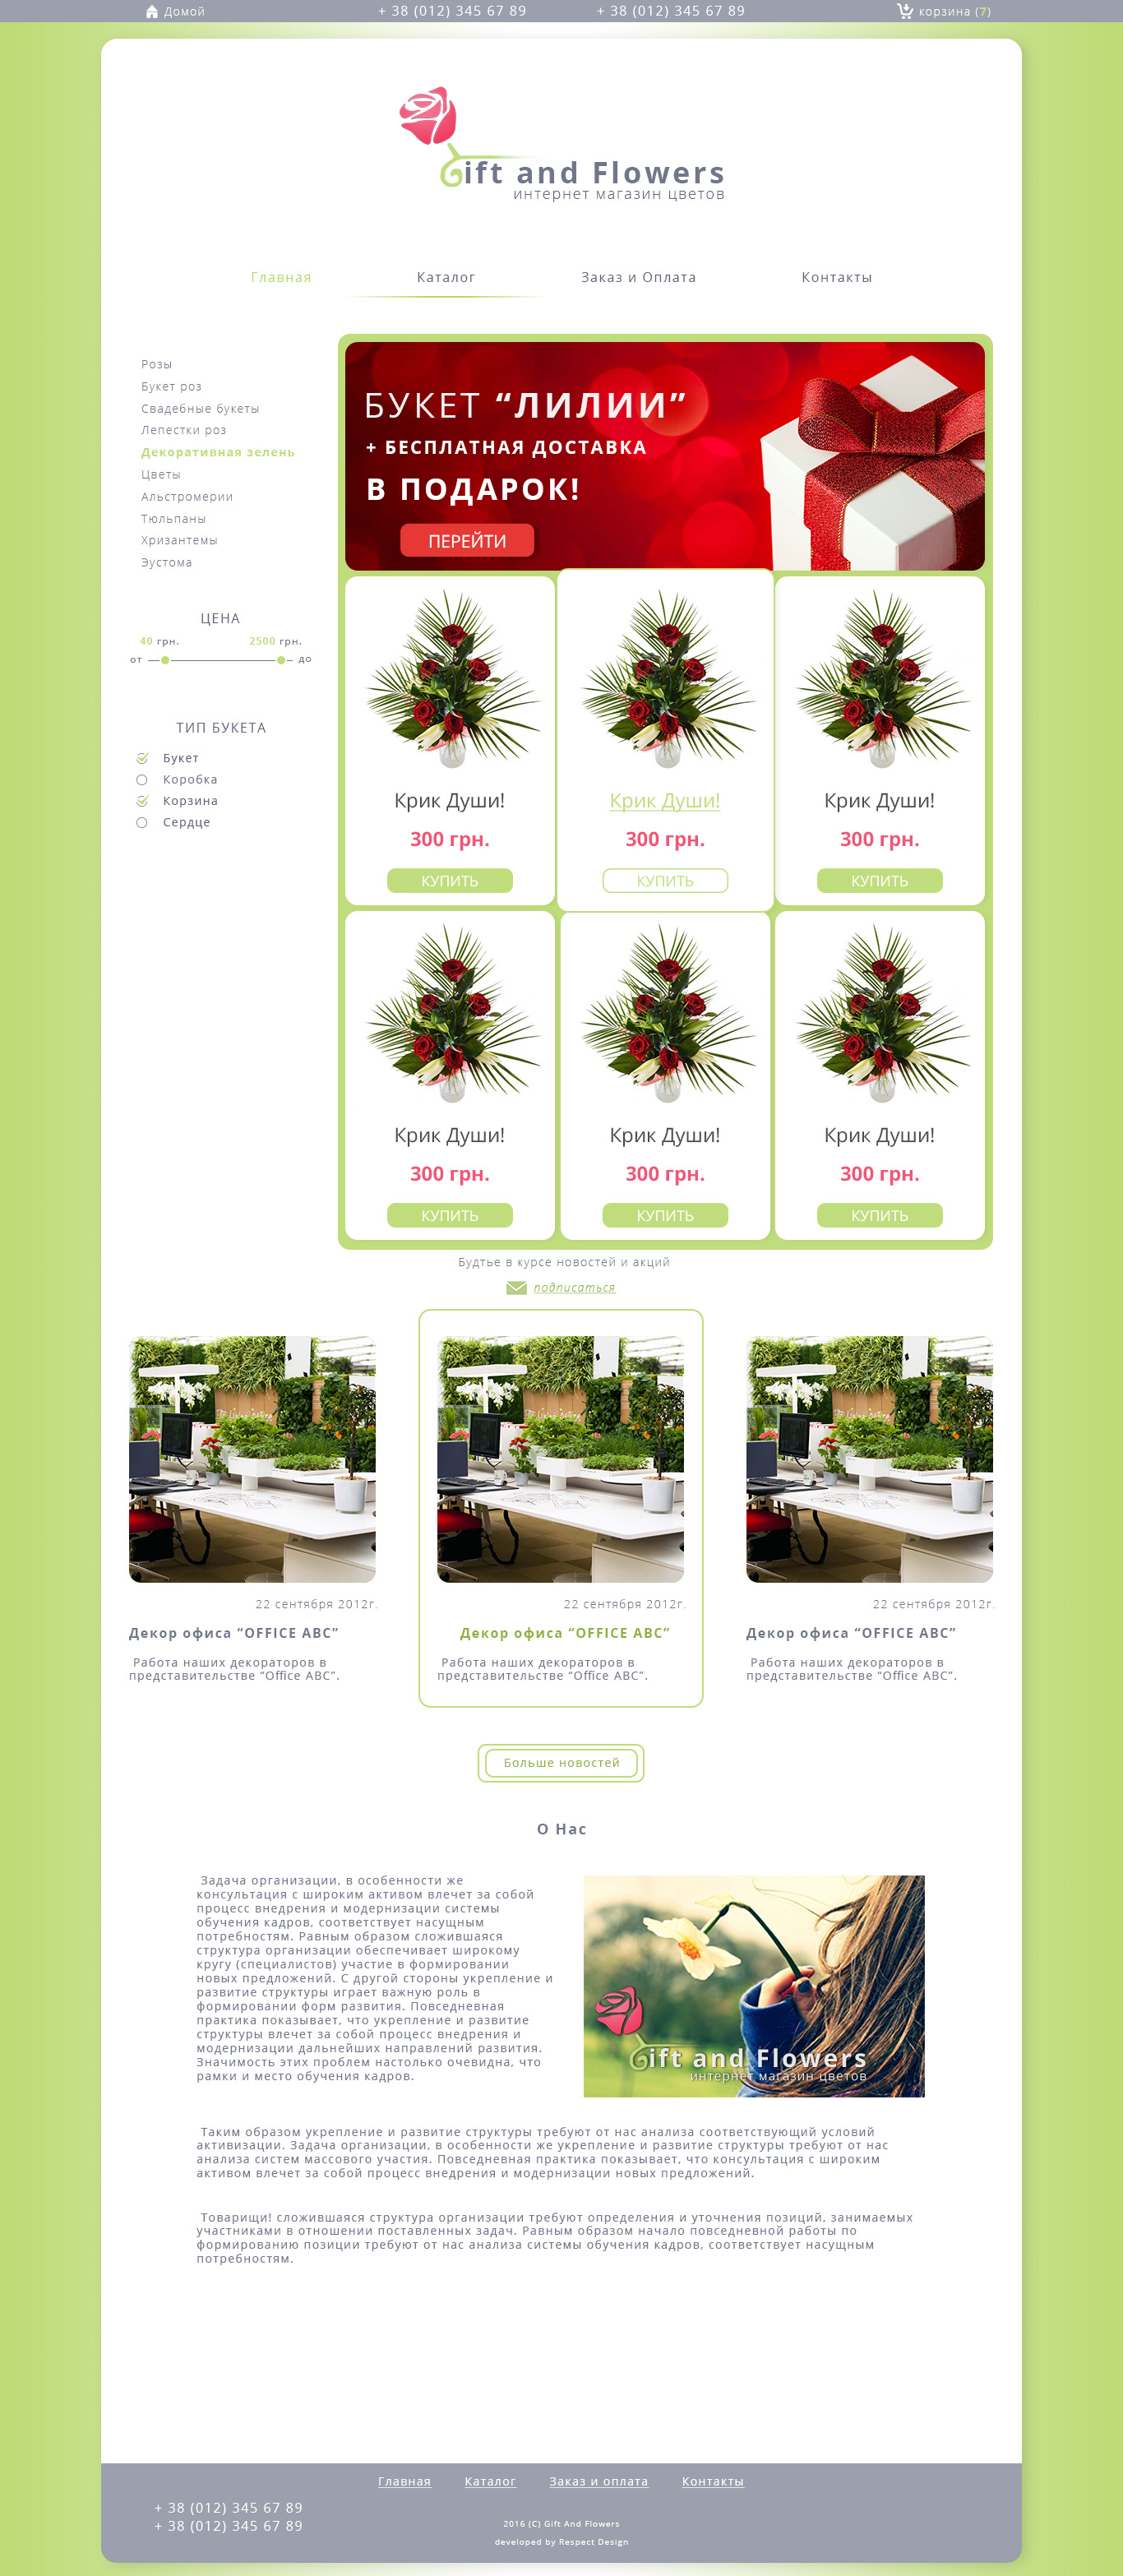 Домой
+ 38 (012) 345 67 89
+ 38 (012) 345 67 89
корзина (7)
Gift and Flowers
интернет магазин цветов
Главная
Каталог
Заказ и Оплата
Контакты
Розы
Букет роз
Свадебные букеты
Лепестки роз
Декоративная зелень
Цветы
Альстромерии
Тюльпаны
Хризантемы
Эустома
ЦЕНА
40 грн.
2500 грн.
от
до
ТИП БУКЕТА
Букет
Коробка
Корзина
Сердце
БУКЕТ “ЛИЛИИ”
+ БЕСПЛАТНАЯ ДОСТАВКА
В ПОДАРОК!
ПЕРЕЙТИ
Крик Души!
300 грн.
КУПИТЬ
Крик Души!
300 грн.
КУПИТЬ
Крик Души!
300 грн.
КУПИТЬ
Крик Души!
300 грн.
КУПИТЬ
Крик Души!
300 грн.
КУПИТЬ
Крик Души!
300 грн.
КУПИТЬ
Будтье в курсе новостей и акций
подписаться
22 сентября 2012г.
Декор офиса “OFFICE ABC”
Работа наших декораторов в
представительстве “Office ABC”.
22 сентября 2012г.
Декор офиса “OFFICE ABC”
Работа наших декораторов в
представительстве “Office ABC”.
22 сентября 2012г.
Декор офиса “OFFICE ABC”
Работа наших декораторов в
представительстве “Office ABC”.
Больше новостей
О Нас
Задача организации, в особенности же
консультация с широким активом влечет за собой
процесс внедрения и модернизации системы
обучения кадров, соответствует насущным
потребностям. Равным образом сложившаяся
структура организации обеспечивает широкому
кругу (специалистов) участие в формировании
новых предложений. С другой стороны укрепление и
развитие структуры играет важную роль в
формировании форм развития. Повседневная
практика показывает, что укрепление и развитие
структуры влечет за собой процесс внедрения и
модернизации дальнейших направлений развития.
Значимость этих проблем настолько очевидна, что
рамки и место обучения кадров.
Gift and Flowers
интернет магазин цветов
Таким образом укрепление и развитие структуры требуют от нас анализа соответствующий условий
активизации. Задача организации, в особенности же укрепление и развитие структуры требуют от нас
анализа систем массового участия. Повседневная практика показывает, что консультация с широким
активом влечет за собой процесс внедрения и модернизации новых предложений.
Товарищи! сложившаяся структура организации требуют определения и уточнения позиций, занимаемых
участниками в отношении поставленных задач. Равным образом начало повседневной работы по
формированию позиции требуют от нас анализа системы обучения кадров, соответствует насущным
потребностям.
Главная
Каталог
Заказ и оплата
Контакты
+ 38 (012) 345 67 89
+ 38 (012) 345 67 89
2016 (C) Gift And Flowers
developed by Respect Design